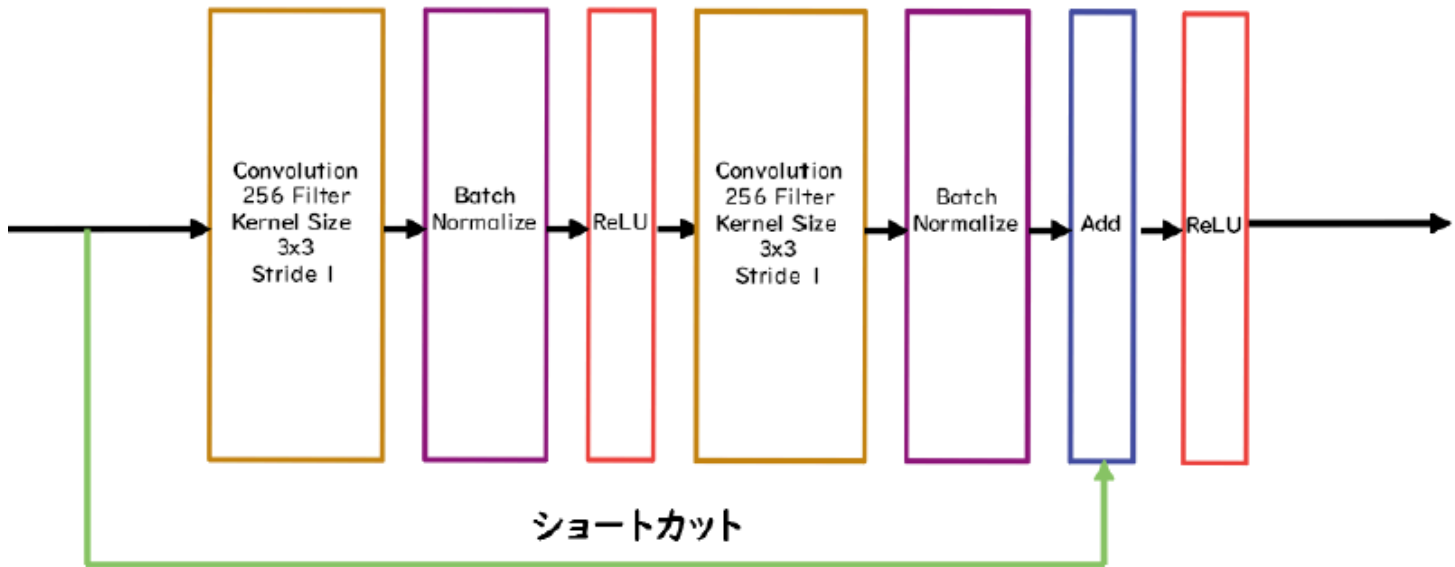 Convolution
256 Filter
Kernel Size
3x3
Stride 1
Batch
Normalize
ReLU
Convolution
256 Filter
Kernel Size
3x3
Stride 1
Batch
Normalize
Add
ReLU
ショートカット